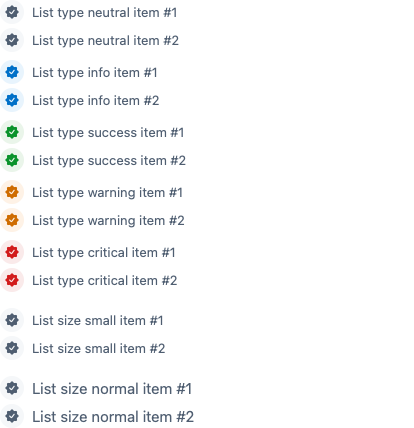 List type neutral item #1
List type neutral item #2
List type info item #1
List type info item #2
List type success item #1
List type success item #2
List type warning item #1
List type warning item #2
List type critical item #1
List type critical item #2
List size small item #1
List size small item #2
List size normal item #1
List size normal item #2